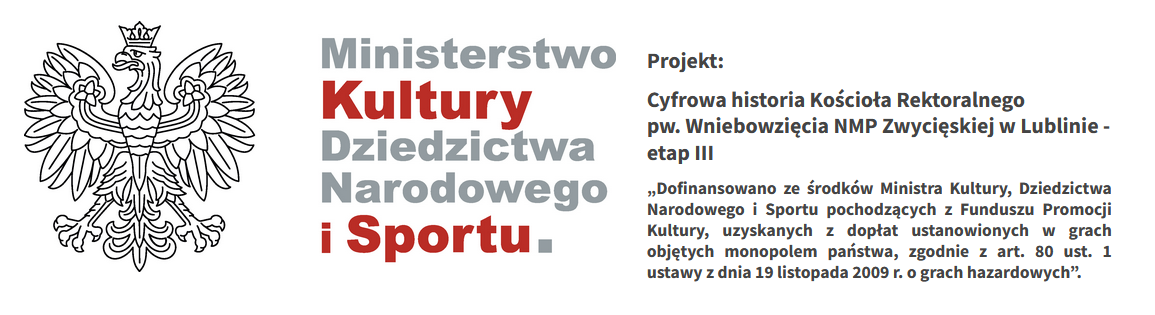 Ministerstwo
Kultury
Dziedzictwa
Narodowego
i Sportu.
Projekt:
Cyfrowa historia Kościoła Rektoralnego
pw. Wniebowzięcia NMP Zwycięskiej w Lublinie -
etap III
„Dofinansowano ze środków Ministra Kultury, Dziedzictwa
Narodowego i Sportu pochodzących z Funduszu Promocji
Kultury, uzyskanych z dopłat ustanowionych w grach
objętych monopolem państwa, zgodnie z art. 80 ust. 1
ustawy z dnia 19 listopada 2009 r. o grach hazardowych”.